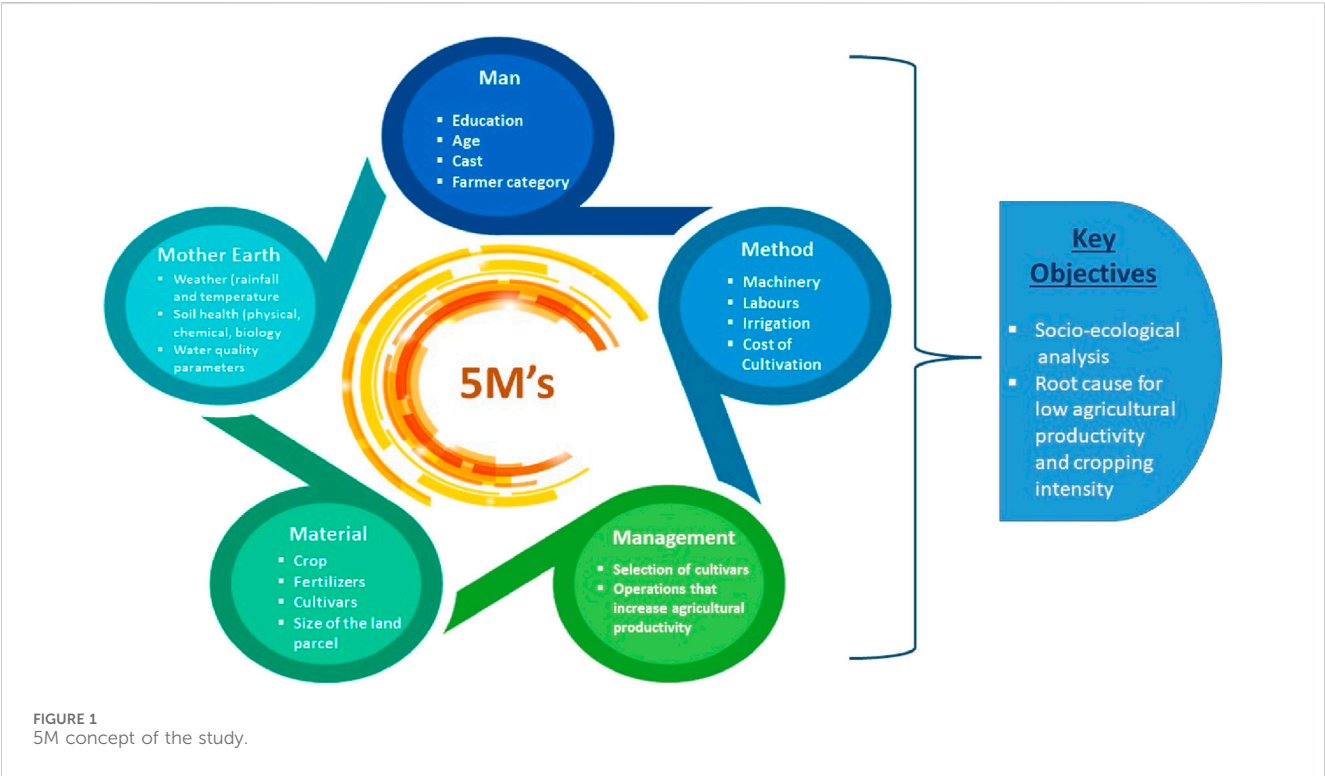 Man
▪ Education
▪ Age
▪ Cast
▪ Farmer category
Method
▪ Machinery
▪ Labours
▪ Irrigation
▪ Cost of
Cultivation
Management
▪ Selection of cultivars
▪ Operations that
increase agricultural
productivity
Material
▪ Crop
▪ Fertilizers
▪ Cultivars
▪ Size of the land
parcel
Mother Earth
▪ Weather (rainfall
and temperature
▪ Soil health (physical,
chemical, biology
▪ Water quality
parameters
5M's
Key
Objectives
▪ Socio-ecological
analysis
▪ Root cause for
low agricultural
productivity
and cropping
intensity
FIGURE 1
5M concept of the study.